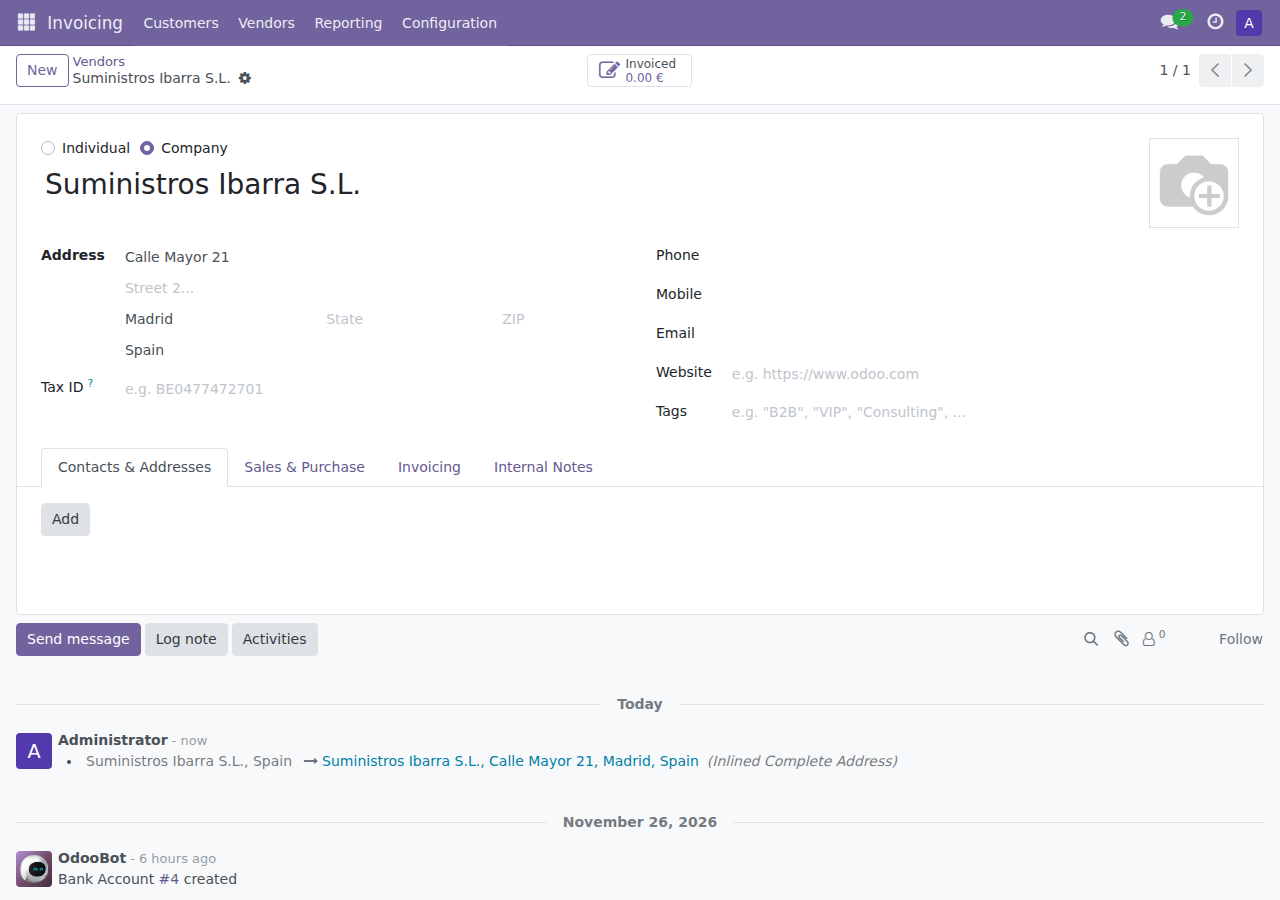 Invoicing Customers Vendors Reporting Configuration 2 A
New Vendors Invoiced 1 / 1
Suministros Ibarra S.L. 0.00 €
Individual Company
Suministros Ibarra S.L.
Address Calle Mayor 21 Phone
Street 2... Mobile
Madrid State ZIP Email
Spain Website e.g. https://www.odoo.com
Tax ID ? e.g. BE0477472701 Tags e.g. "B2B", "VIP", "Consulting", ...
Contacts & Addresses Sales & Purchase Invoicing Internal Notes
Add
Send message Log note Activities 0 Follow
Today
A Administrator - now
• Suministros Ibarra S.L., Spain → Suministros Ibarra S.L., Calle Mayor 21, Madrid, Spain (Inlined Complete Address)
November 26, 2026
OdooBot - 6 hours ago
Bank Account #4 created